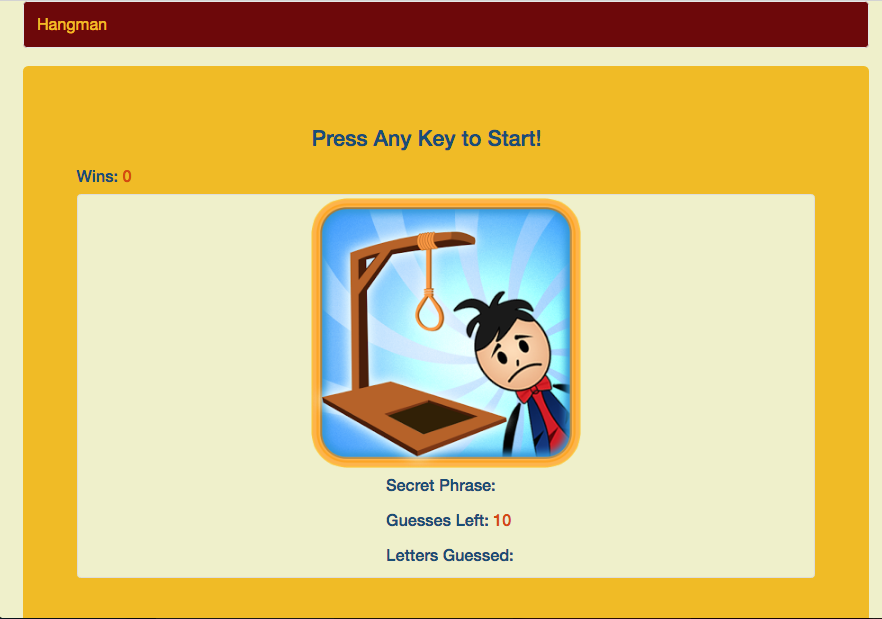 Hangman
Press Any Key to Start!
Wins: 0
Secret Phrase:
Guesses Left: 10
Letters Guessed: